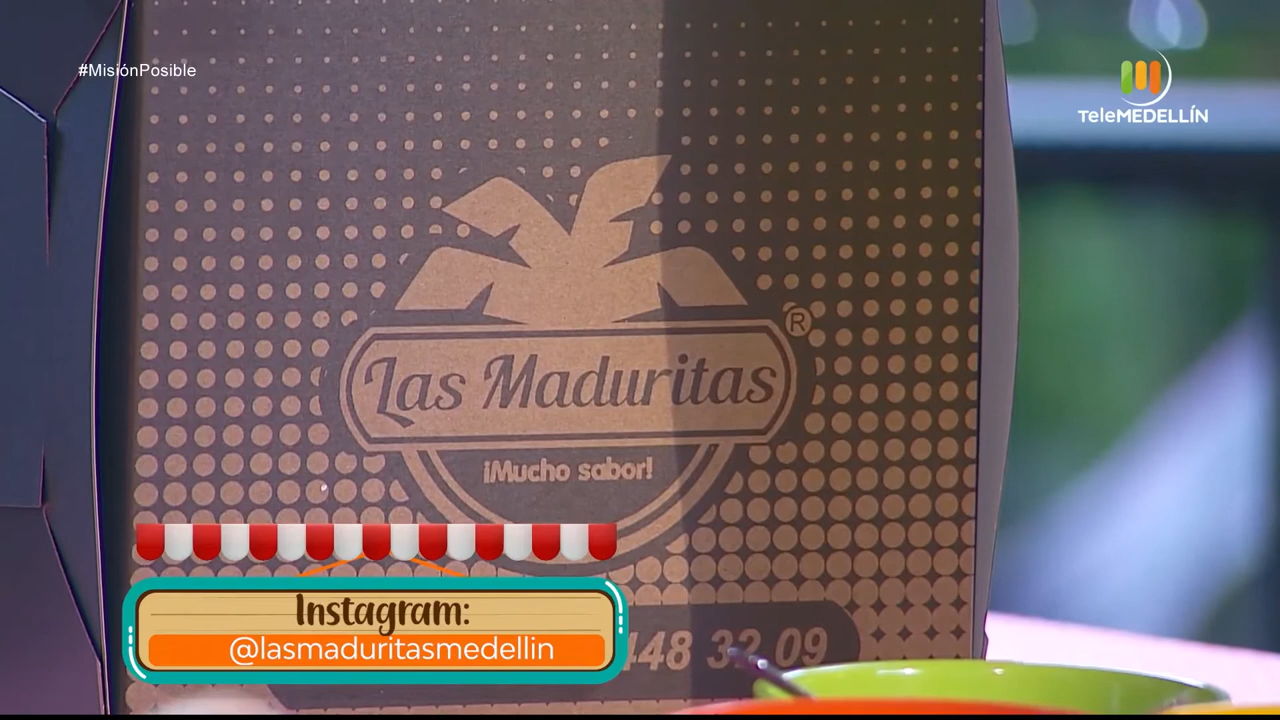 #MisiónPosible
TeleMEDELLÍN
Las Maduritas
®
¡Mucho sabor!
448 32 09
Instagram:
@lasmaduritasmedellin